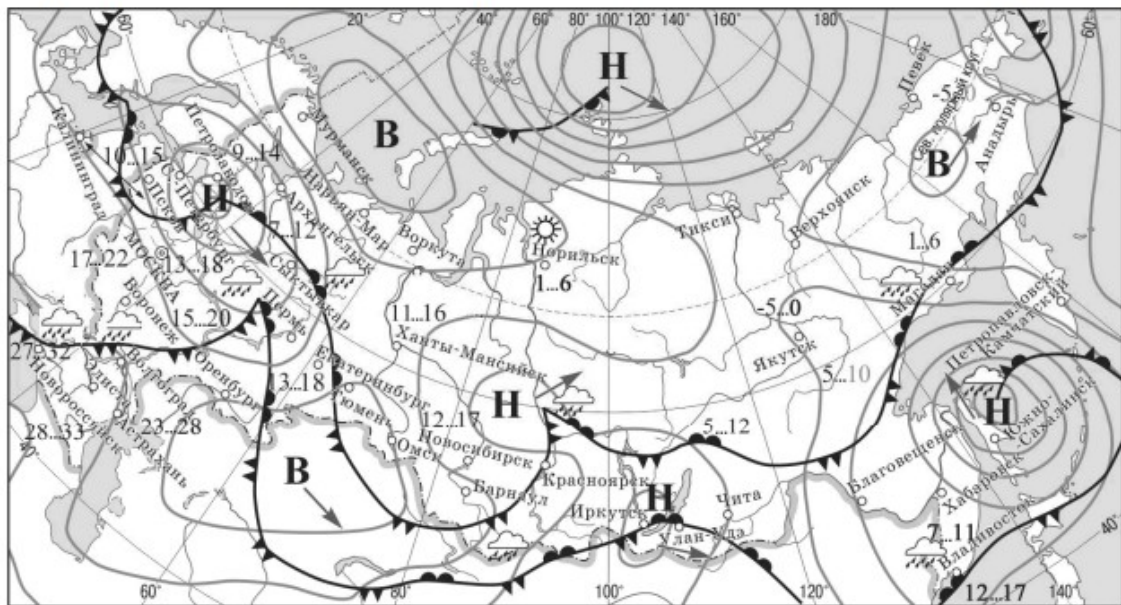 60°
20°
40°
60°
80°
100°
120°
140°
160°
180°
60°
Н
В
Н
В
Н
В
Н
Н
Калининград
10...15
9...14
Петрозаводск
С-Петербург
Псков
Мурманск
Нарьян-Мар
Архангельск
7...12
Воркута
Норильск
1...6
Тикси
Верхоянск
Певек
Сев. полярный круг
Анадырь
1...6
Магадан
Петропавловск-
Камчатский
17...22
МОСКВА
13...18
Воронеж
Сыктывкар
15...20
Пермь
11...16
Ханты-Мансийск
-5...0
Якутск
5...10
27...32
Новороссийск
Элиста
Волгоград
Оренбург
13...18
Екатеринбург
Тюмень
12...17
Омск
Новосибирск
5...12
28...33
23...28
Астрахань
Барнаул
Красноярск
Иркутск
Чита
Улан-Удэ
Благовещенск
Хабаровск
Южно-
Сахалинск
7...11
Владивосток
12...17
40°
60°
80°
100°
120°
140°
40°